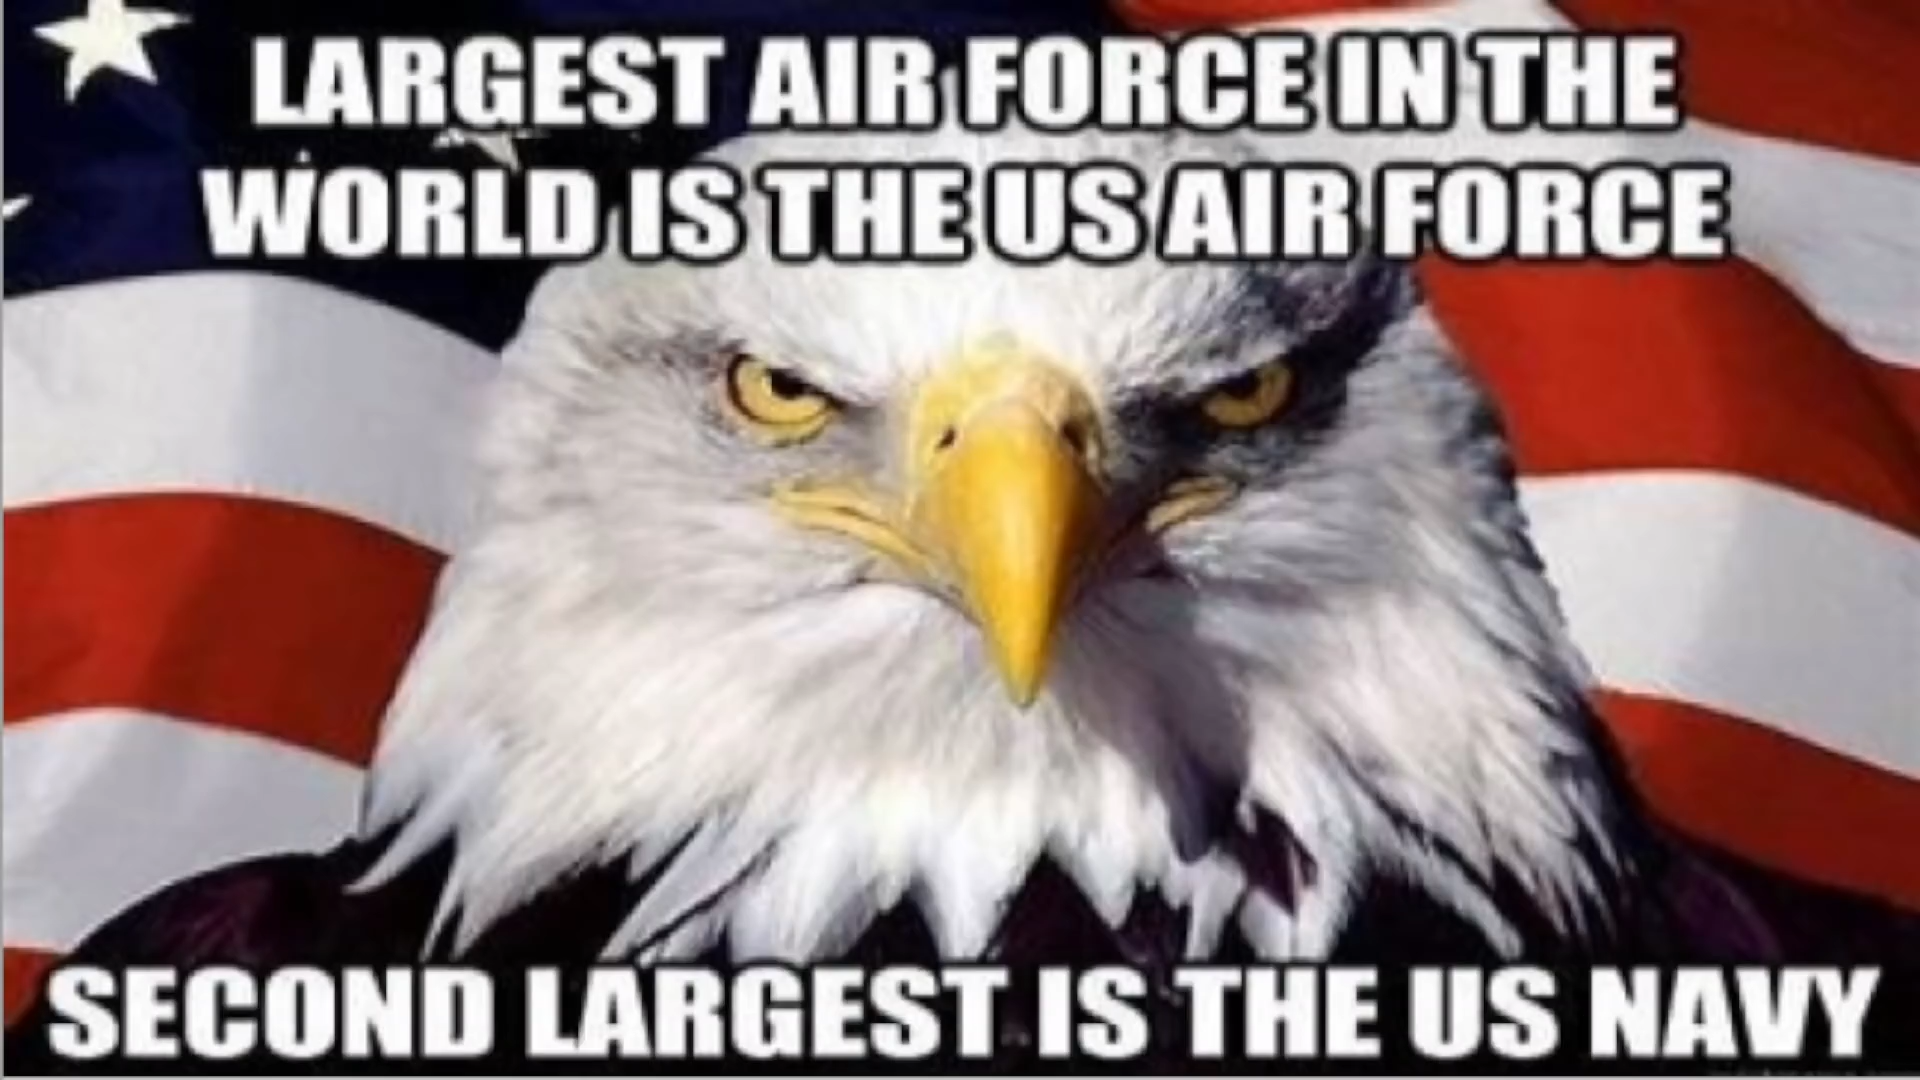 LARGEST AIR FORCE IN THE
WORLD IS THE US AIR FORCE
SECOND LARGEST IS THE US NAVY